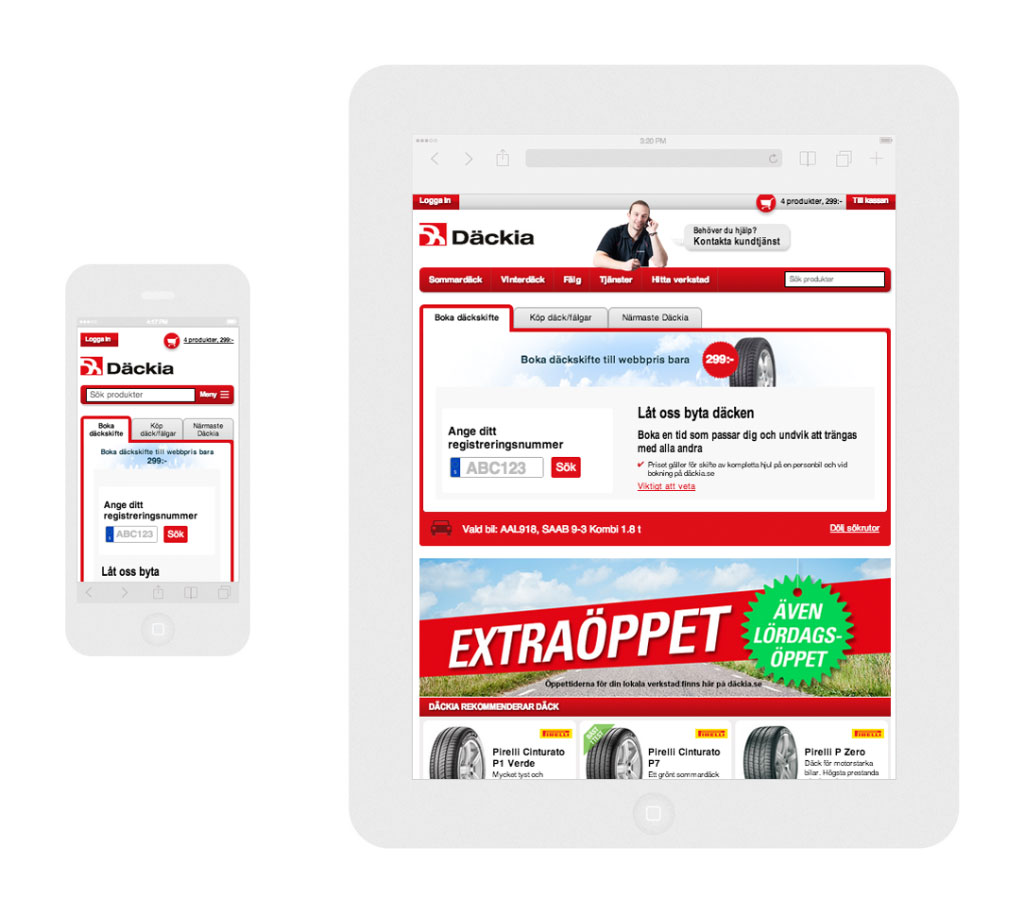 4:17 PM
Logga in
4 produkter, 299:-
Däckia
Sök produkter
Meny
Boka däckskifte
Köp däck/fälgar
Närmaste Däckia
Boka däckskifte till webbpris bara
299:-
Ange ditt
registreringsnummer
ABC123
Sök
Låt oss byta
3:20 PM
Logga in
4 produkter, 299:-
Till kassan
Däckia
Behöver du hjälp?
Kontakta kundtjänst
Sommardäck Vinterdäck Fälg Tjänster Hitta verkstad
Sök produkter
Boka däckskifte
Köp däck/fälgar
Närmaste Däckia
Boka däckskifte till webbpris bara
299:-
Ange ditt
registreringsnummer
ABC123
Sök
Låt oss byta däcken
Boka en tid som passar dig och undvik att trängas
med alla andra
Priset gäller för skifte av kompletta hjul på en personbil och vid
bokning på däckia.se
Viktigt att veta
Vald bil: AAL918, SAAB 9-3 Kombi 1.8 t
Dölj sökrutor
EXTRAÖPPET
ÄVEN
LÖRDAGS-
ÖPPET
Öppettiderna för din lokala verkstad finns här på däckia.se
DÄCKIA REKOMMENDERAR DÄCK
PIRELLI
Pirelli Cinturato
P1 Verde
Mycket tyst och
BÄST I TEST
PIRELLI
Pirelli Cinturato
P7
Ett grönt sommardäck
PIRELLI
Pirelli P Zero
Däck för motorstarka
bilar. Högsta prestanda